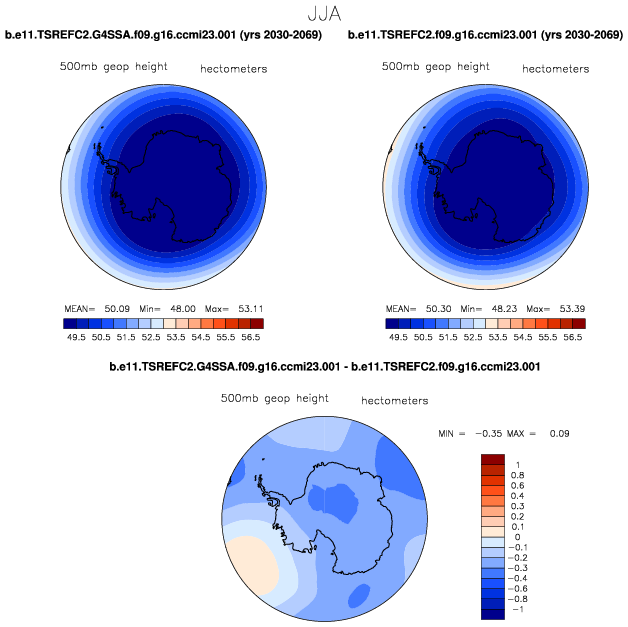 JJA
b.e11.TSREFC2.G4SSA.f09.g16.ccmi23.001 (yrs 2030-2069) b.e11.TSREFC2.f09.g16.ccmi23.001 (yrs 2030-2069)
500mb geop height hectometers 500mb geop height hectometers
MEAN= 50.09 Min= 48.00 Max= 53.11 MEAN= 50.30 Min= 48.23 Max= 53.39
49.5 50.5 51.5 52.5 53.5 54.5 55.5 56.5 49.5 50.5 51.5 52.5 53.5 54.5 55.5 56.5
b.e11.TSREFC2.G4SSA.f09.g16.ccmi23.001 - b.e11.TSREFC2.f09.g16.ccmi23.001
500mb geop height hectometers
MIN = -0.35 MAX = 0.09
1
0.8
0.6
0.5
0.4
0.3
0.2
0.1
0
-0.1
-0.2
-0.3
-0.4
-0.5
-0.6
-0.8
-1